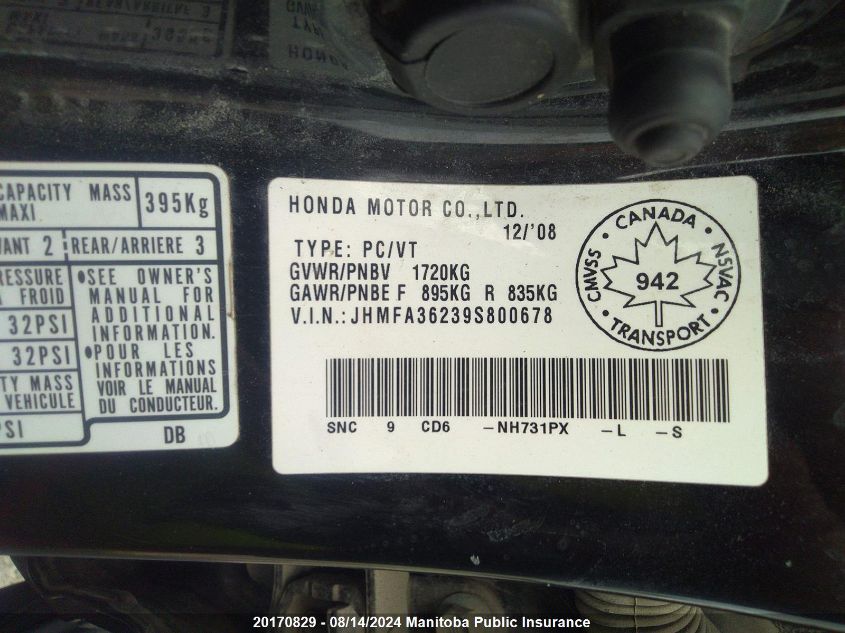 CAPACITY MASS
MAXI
395Kg
VANT 2 REAR/ARRIERE 3
RESSURE
FROID
32PSI
32PSI
TY MASS
VEHICULE
PSI
•SEE OWNER'S
MANUAL FOR
ADDITIONAL
INFORMATION.
•POUR LES
INFORMATIONS
VOIR LE MANUEL
DU CONDUCTEUR.
DB
HONDA MOTOR CO.,LTD.
12/'08
TYPE: PC/VT
GVWR/PNBV 1720KG
GAWR/PNBE F 895KG R 835KG
V.I.N.: JHMFA36239S800678
CANADA
CMVSS • NSVAC
942
TRANSPORT
SNC 9 CD6 -NH731PX -L -S
20170829 - 08/14/2024 Manitoba Public Insurance